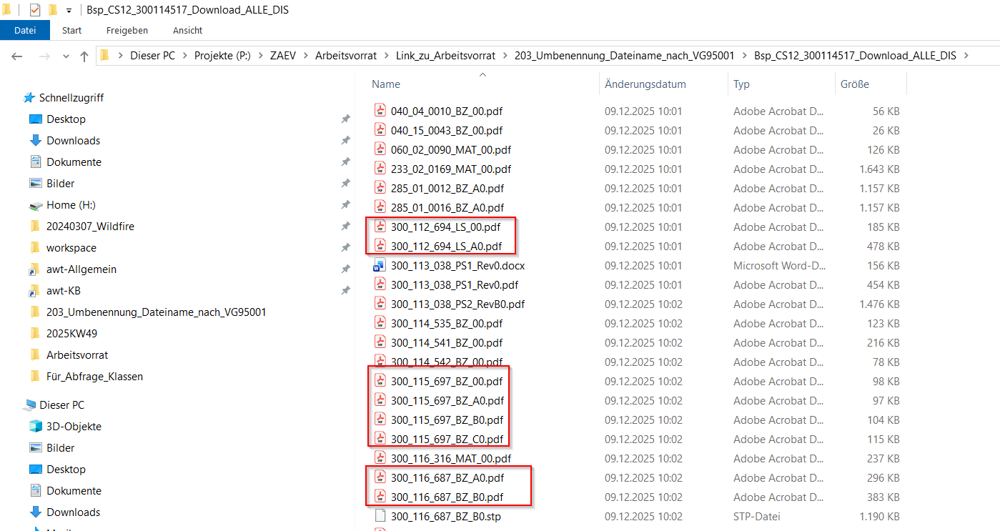 Bsp_CS12_300114517_Download_ALLE_DIS
Datei Start Freigeben Ansicht
Dieser PC > Projekte (P:) > ZAEV > Arbeitsvorrat > Link_zu_Arbeitsvorrat > 203_Umbenennung_Dateiname_nach_VG95001 > Bsp_CS12_300114517_Download_ALLE_DIS >
Schnellzugriff
Desktop
Downloads
Dokumente
Bilder
Home (H:)
20240307_Wildfire
workspace
awt-Allgemein
awt-KB
203_Umbenennung_Dateiname_nach_VG95001
2025KW49
Arbeitsvorrat
Für_Abfrage_Klassen
Dieser PC
3D-Objekte
Bilder
Desktop
Dokumente
Downloads
Name Änderungsdatum Typ Größe
040_04_0010_BZ_00.pdf 09.12.2025 10:01 Adobe Acrobat D... 56 KB
040_15_0043_BZ_00.pdf 09.12.2025 10:01 Adobe Acrobat D... 26 KB
060_02_0090_MAT_00.pdf 09.12.2025 10:01 Adobe Acrobat D... 126 KB
233_02_0169_MAT_00.pdf 09.12.2025 10:01 Adobe Acrobat D... 1.643 KB
285_01_0012_BZ_A0.pdf 09.12.2025 10:01 Adobe Acrobat D... 1.157 KB
285_01_0016_BZ_A0.pdf 09.12.2025 10:01 Adobe Acrobat D... 1.157 KB
300_112_694_LS_00.pdf 09.12.2025 10:01 Adobe Acrobat D... 185 KB
300_112_694_LS_A0.pdf 09.12.2025 10:01 Adobe Acrobat D... 478 KB
300_113_038_PS1_Rev0.docx 09.12.2025 10:01 Microsoft Word-D... 156 KB
300_113_038_PS1_Rev0.pdf 09.12.2025 10:01 Adobe Acrobat D... 454 KB
300_113_038_PS2_RevB0.pdf 09.12.2025 10:02 Adobe Acrobat D... 1.476 KB
300_114_535_BZ_00.pdf 09.12.2025 10:02 Adobe Acrobat D... 123 KB
300_114_541_BZ_00.pdf 09.12.2025 10:02 Adobe Acrobat D... 216 KB
300_114_542_BZ_00.pdf 09.12.2025 10:02 Adobe Acrobat D... 78 KB
300_115_697_BZ_00.pdf 09.12.2025 10:02 Adobe Acrobat D... 98 KB
300_115_697_BZ_A0.pdf 09.12.2025 10:02 Adobe Acrobat D... 97 KB
300_115_697_BZ_B0.pdf 09.12.2025 10:02 Adobe Acrobat D... 104 KB
300_115_697_BZ_C0.pdf 09.12.2025 10:02 Adobe Acrobat D... 115 KB
300_116_316_MAT_00.pdf 09.12.2025 10:02 Adobe Acrobat D... 237 KB
300_116_687_BZ_A0.pdf 09.12.2025 10:02 Adobe Acrobat D... 296 KB
300_116_687_BZ_B0.pdf 09.12.2025 10:02 Adobe Acrobat D... 383 KB
300_116_687_BZ_B0.stp 09.12.2025 10:02 STP-Datei 1.190 KB